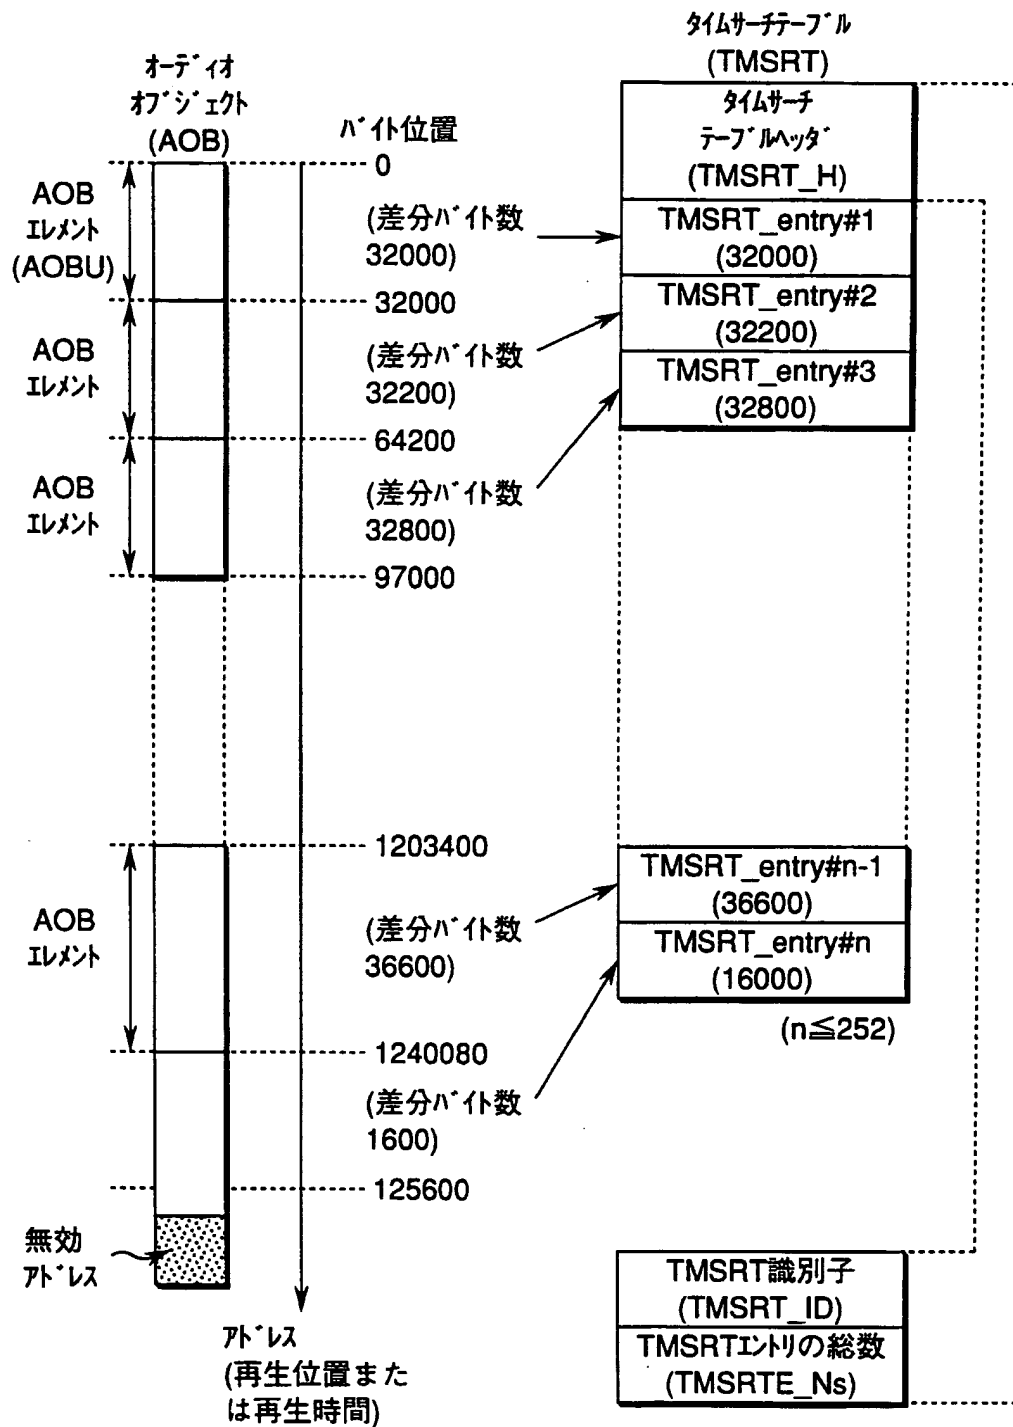 オーディオ
オブジェクト
(AOB)
バイト位置
タイムサーチテーブル
(TMSRT)
タイムサーチ
テーブルヘッダ
(TMSRT_H)
0
AOB
エレメント
(AOBU)
(差分バイト数
32000)
TMSRT_entry#1
(32000)
32000
TMSRT_entry#2
(32200)
AOB
エレメント
(差分バイト数
32200)
TMSRT_entry#3
(32800)
64200
AOB
エレメント
(差分バイト数
32800)
97000
1203400
AOB
エレメント
(差分バイト数
36600)
TMSRT_entry#n-1
(36600)
TMSRT_entry#n
(16000)
(n≦252)
1240080
(差分バイト数
1600)
125600
無効
アドレス
アドレス
(再生位置また
は再生時間)
TMSRT識別子
(TMSRT_ID)
TMSRTエントリの総数
(TMSRTE_Ns)